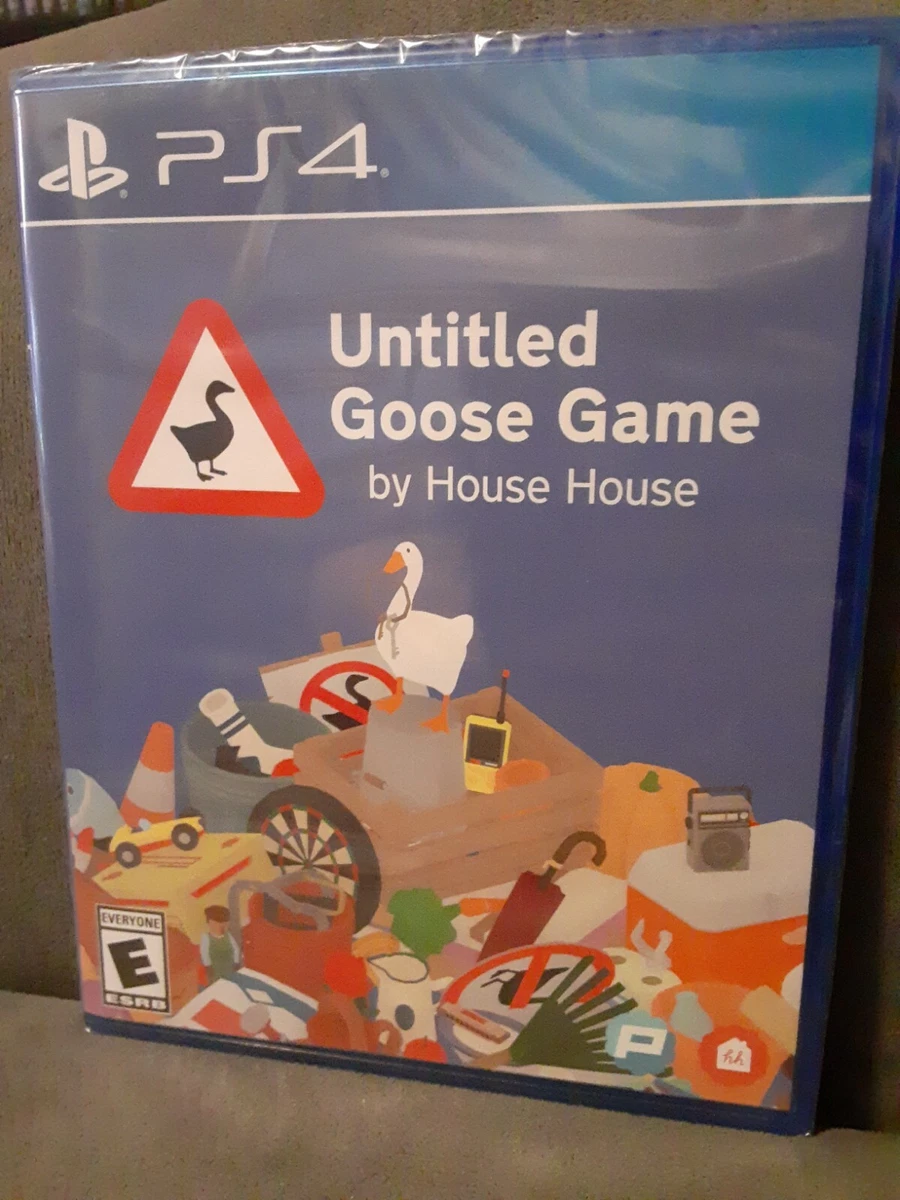 PS4
Untitled
Goose Game
by House House
EVERYONE
E
ESRB
P
hh